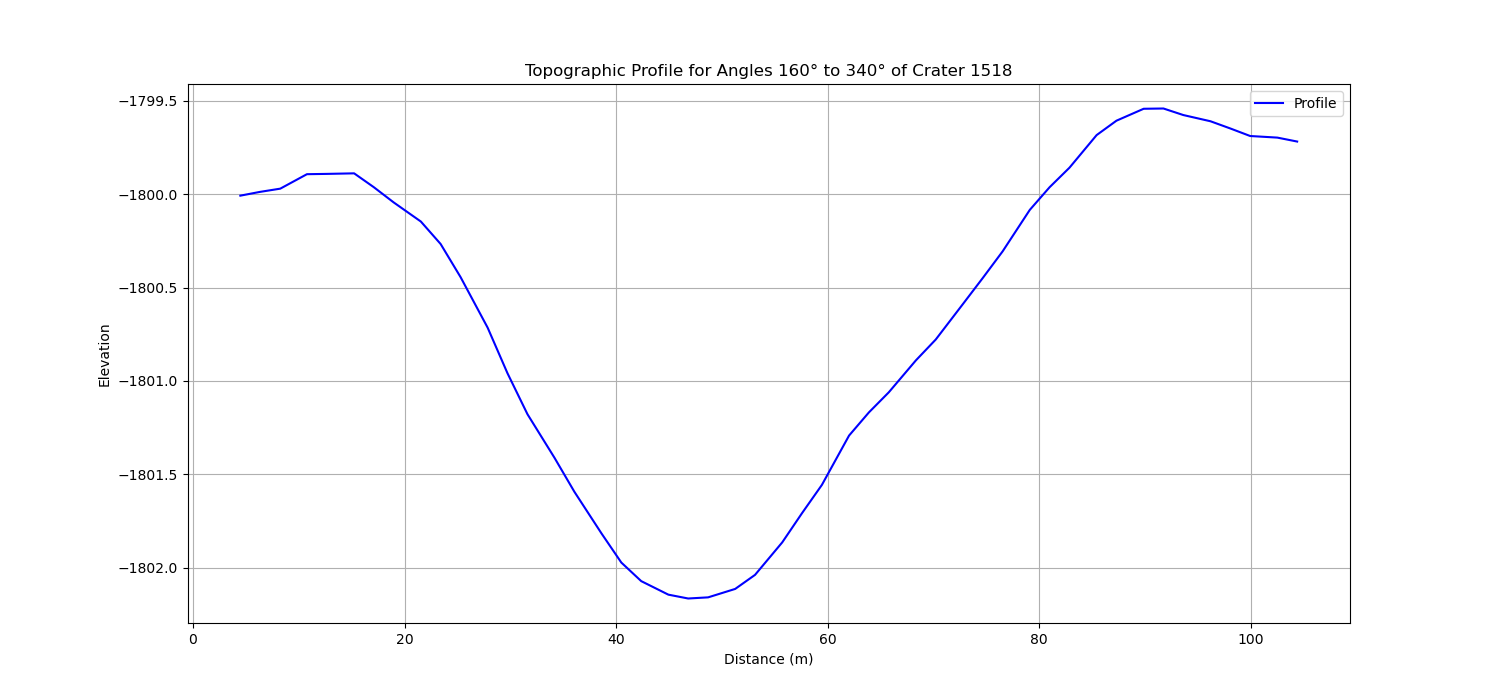 Topographic Profile for Angles 160° to 340° of Crater 1518
Profile
−1799.5
−1800.0
−1800.5
−1801.0
−1801.5
−1802.0
Elevation
0 20 40 60 80 100
Distance (m)